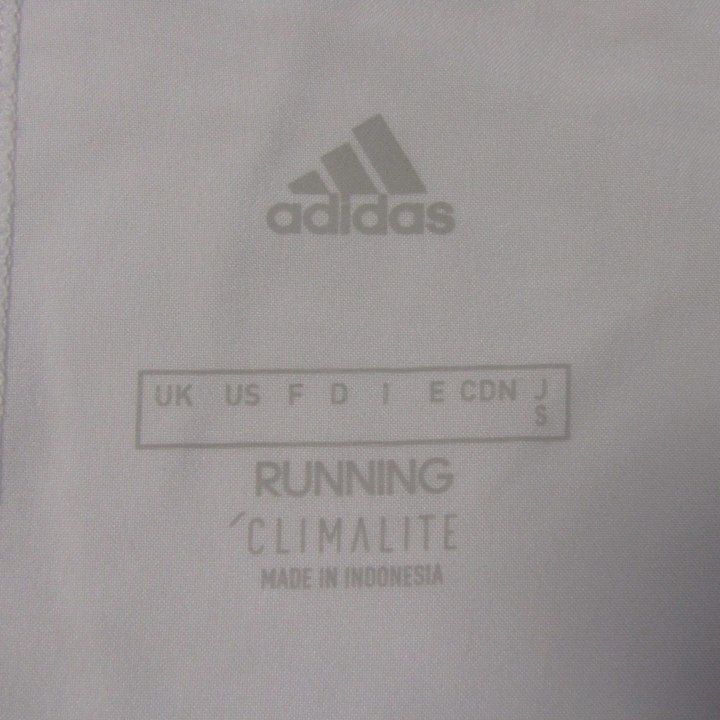 adidas
UK US F D I E CDN J
S
RUNNING
CLIMALITE
MADE IN INDONESIA